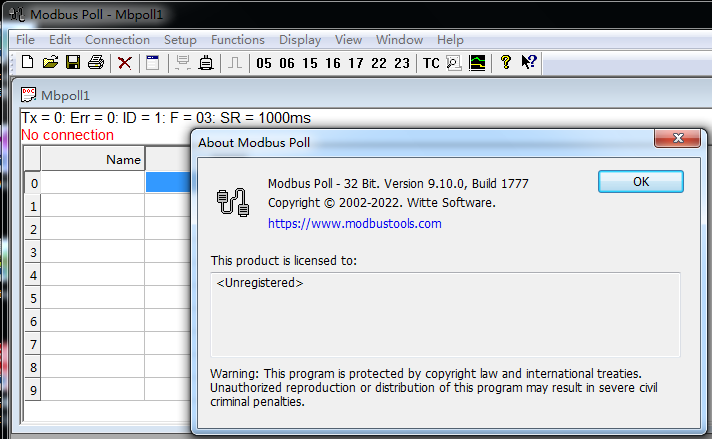 Modbus Poll - Mbpoll1
File Edit Connection Setup Functions Display View Window Help
05 06 15 16 17 22 23 TC
Mbpoll1
Tx = 0: Err = 0: ID = 1: F = 03: SR = 1000ms
No connection
Name
0
1
2
3
4
5
6
7
8
9
About Modbus Poll
Modbus Poll - 32 Bit. Version 9.10.0, Build 1777
OK
Copyright © 2002-2022. Witte Software.
https://www.modbustools.com
This product is licensed to:
<Unregistered>
Warning: This program is protected by copyright law and international treaties.
Unauthorized reproduction or distribution of this program may result in severe civil
criminal penalties.